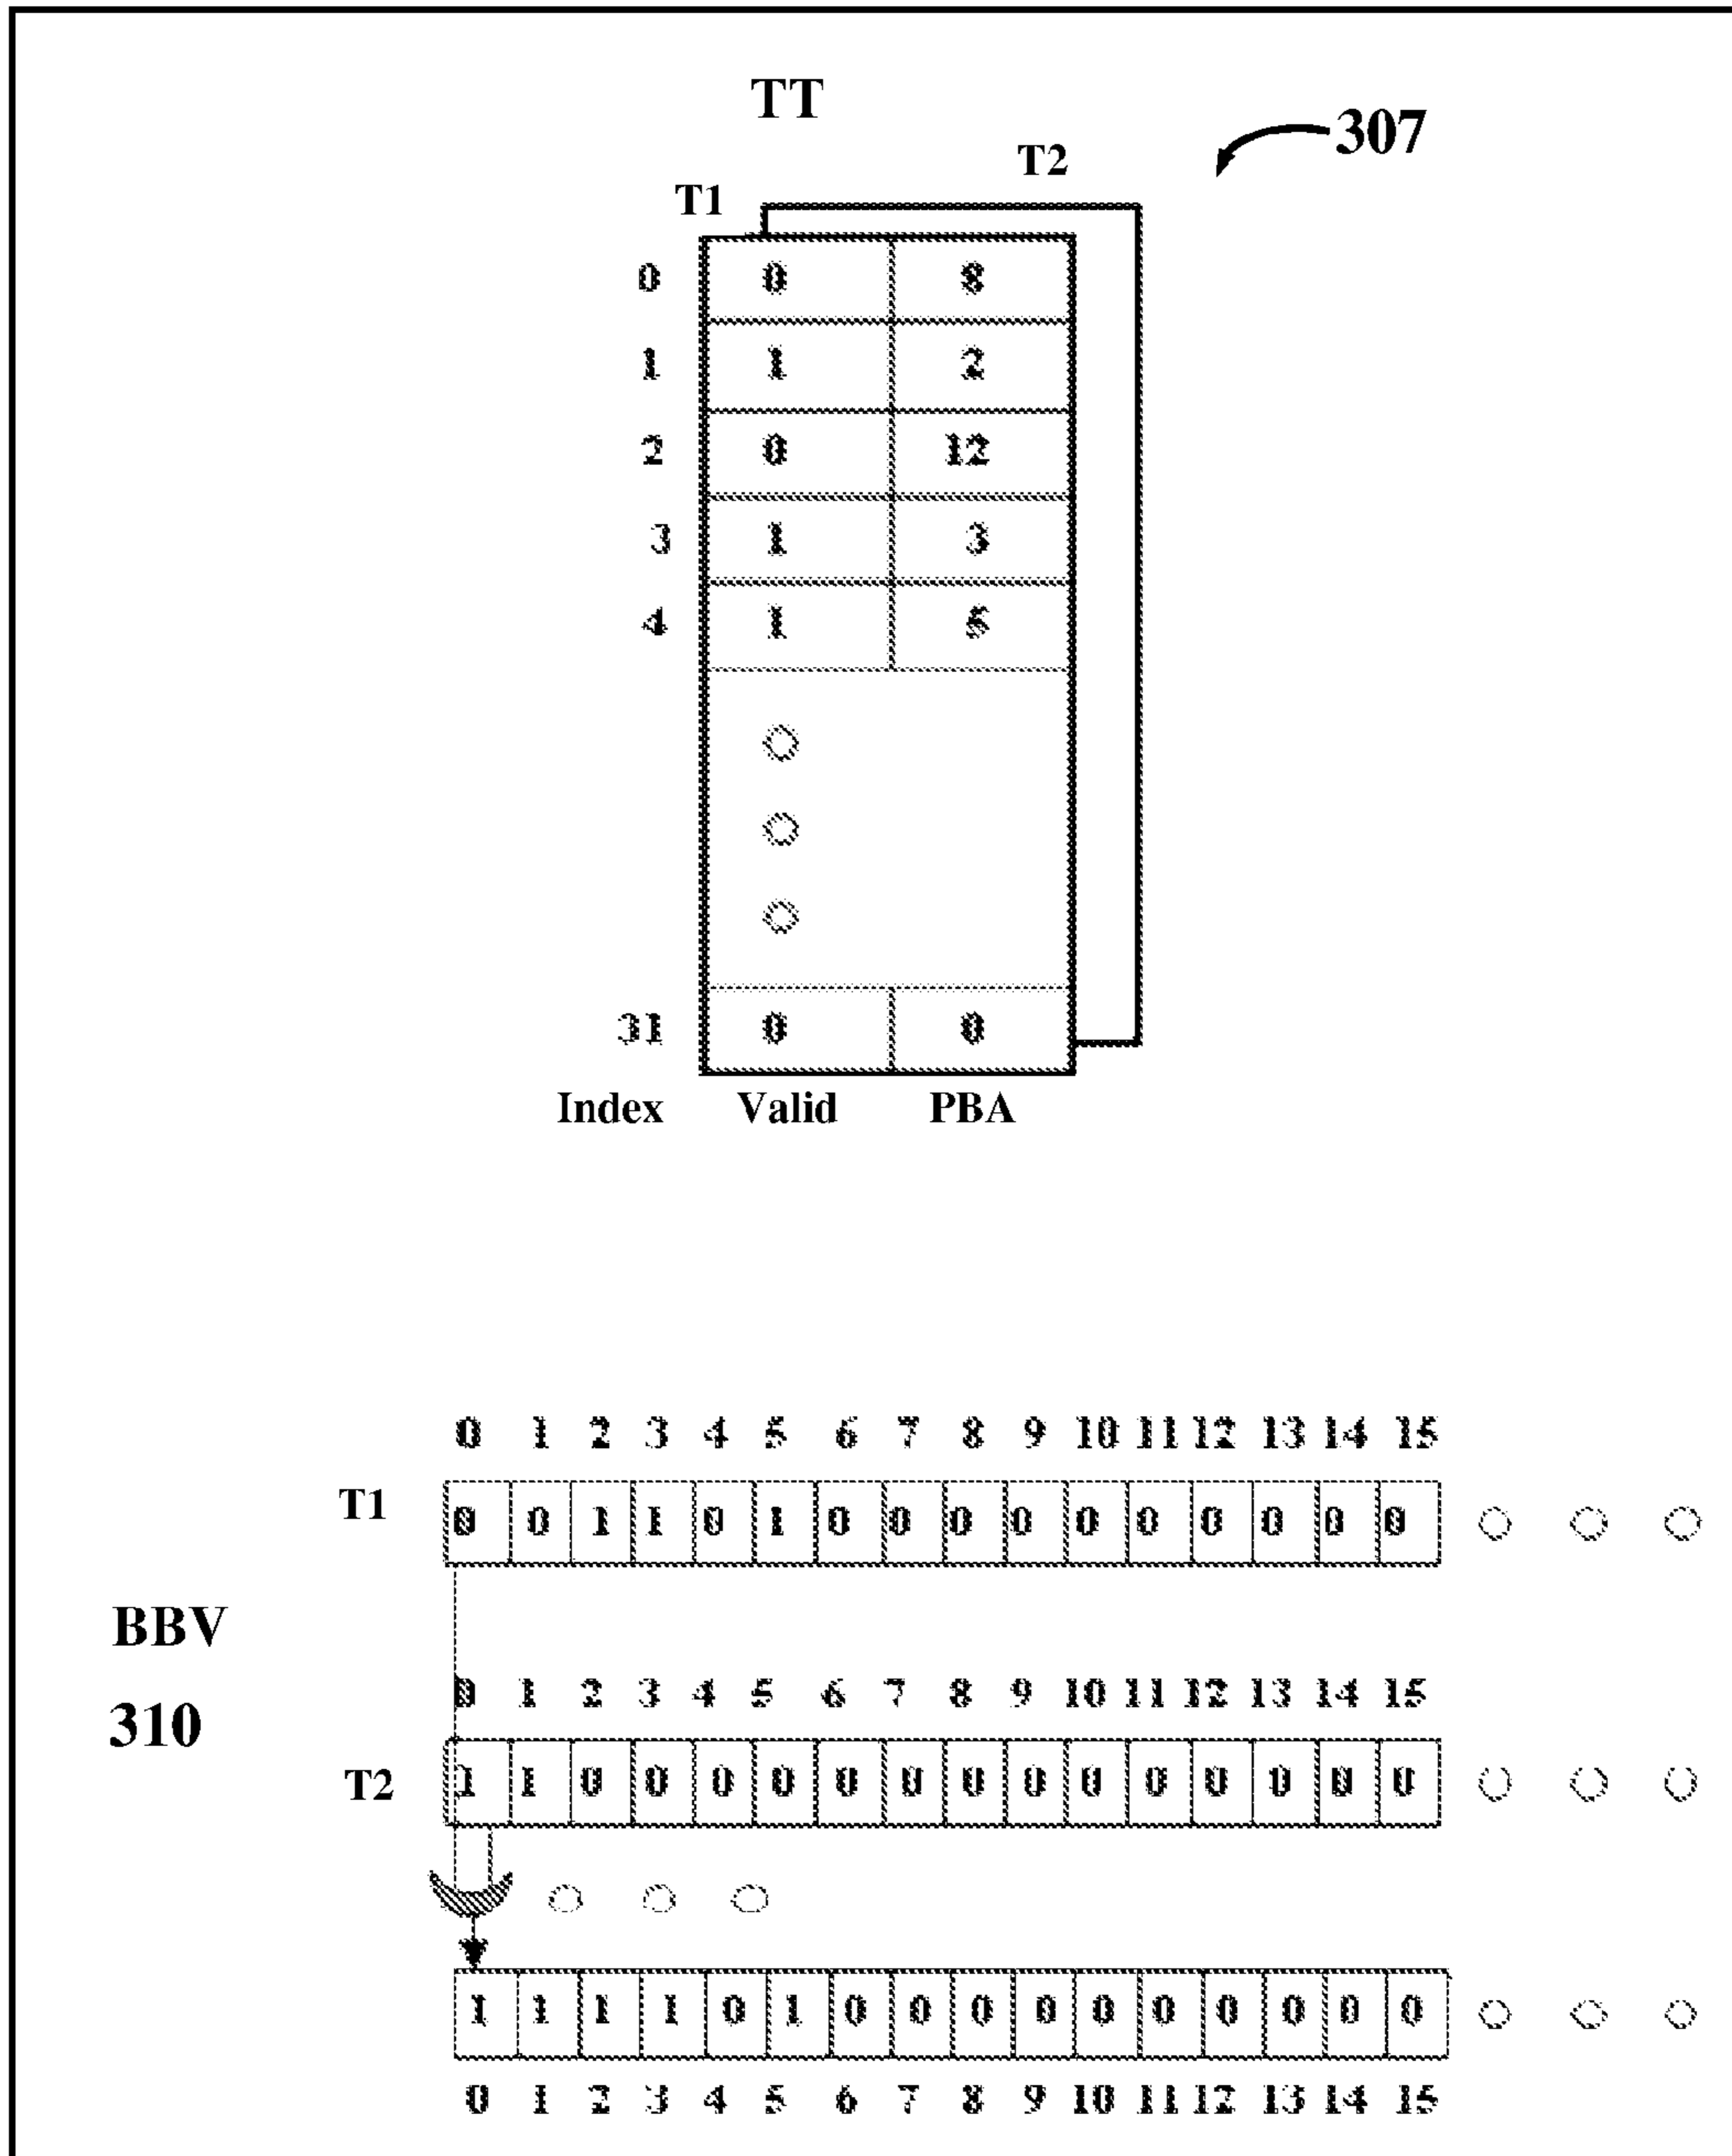 TT
307
T2
T1
0 0 8
1 1 2
2 0 12
3 1 3
4 1 5
31 0 0
Index Valid PBA
0 1 2 3 4 5 6 7 8 9 10 11 12 13 14 15
T1 0 0 1 1 0 1 0 0 0 0 0 0 0 0 0 0
BBV
310
0 1 2 3 4 5 6 7 8 9 10 11 12 13 14 15
T2 1 1 0 0 0 0 0 0 0 0 0 0 0 0 0 0
1 1 1 1 0 1 0 0 0 0 0 0 0 0 0 0
0 1 2 3 4 5 6 7 8 9 10 11 12 13 14 15